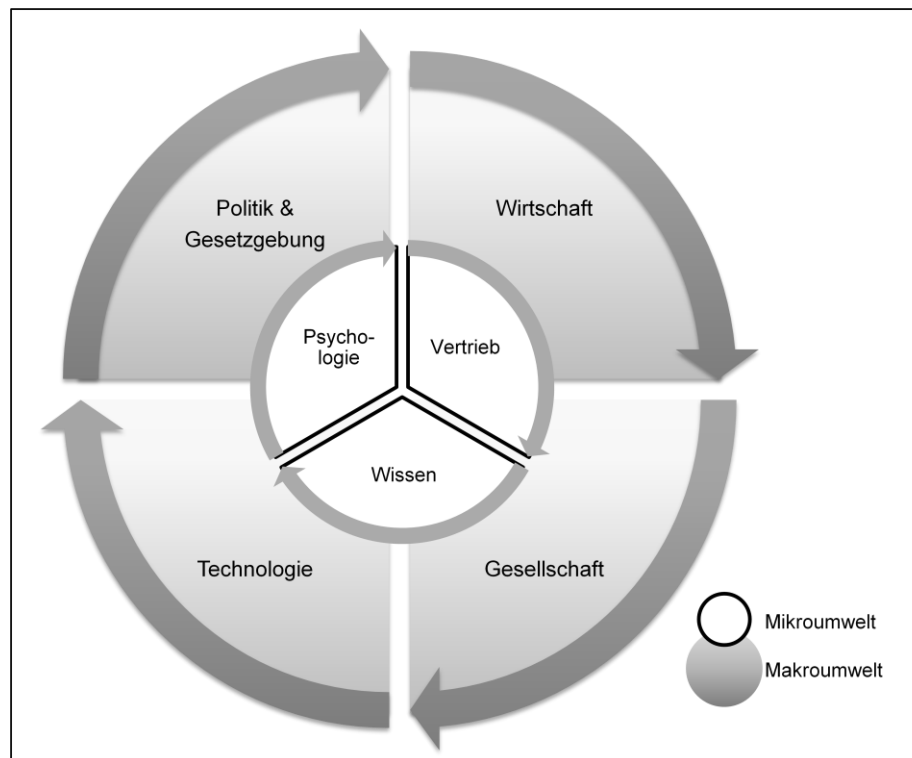 Politik &
Gesetzgebung
Wirtschaft
Psycho-
logie
Vertrieb
Wissen
Technologie
Gesellschaft
Mikroumwelt
Makroumwelt